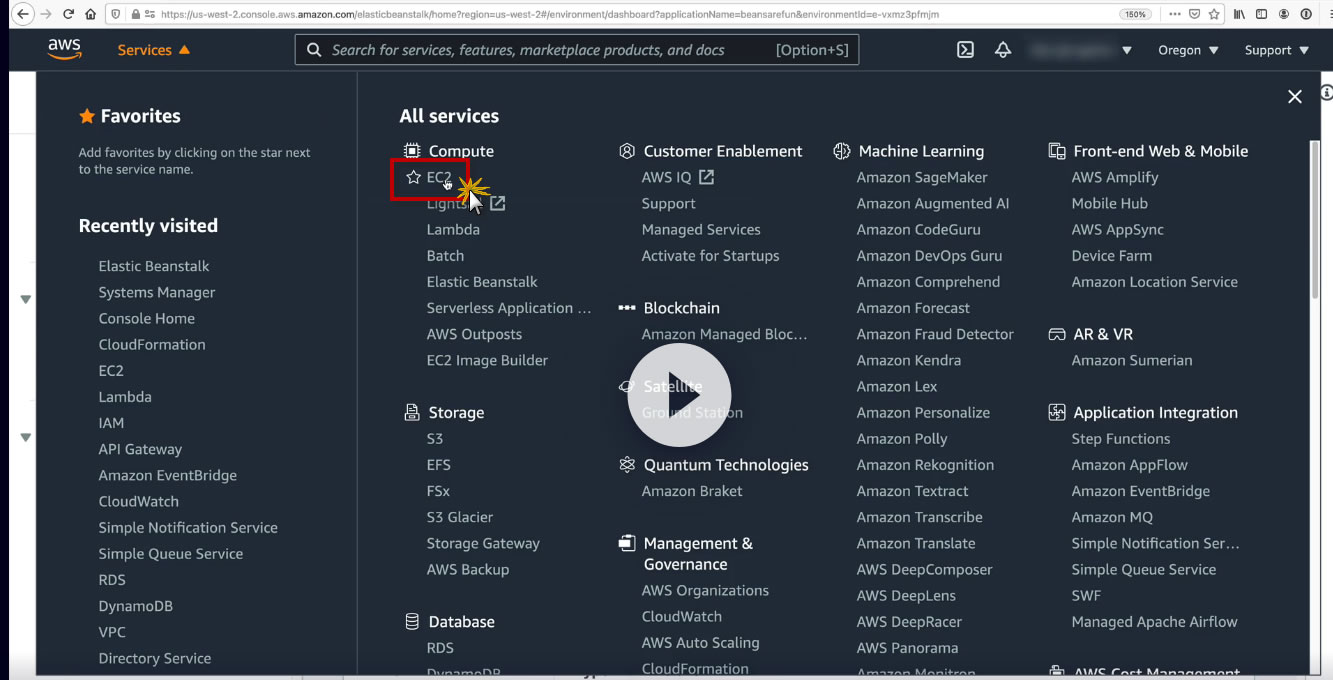 https://us-west-2.console.aws.amazon.com/elasticbeanstalk/home?region=us-west-2#/environment/dashboard?applicationName=beansarefun&environmentId=e-vxmz3pfmjm
150%
aws
Services
Search for services, features, marketplace products, and docs [Option+S]
Oregon
Support
Favorites
Add favorites by clicking on the star next
to the service name.
Recently visited
Elastic Beanstalk
Systems Manager
Console Home
CloudFormation
EC2
Lambda
IAM
API Gateway
Amazon EventBridge
CloudWatch
Simple Notification Service
Simple Queue Service
RDS
DynamoDB
VPC
Directory Service
All services
Compute
EC2
Lambda
Batch
Elastic Beanstalk
Serverless Application ...
AWS Outposts
EC2 Image Builder
Storage
S3
EFS
FSx
S3 Glacier
Storage Gateway
AWS Backup
Database
RDS
DynamoDB
Customer Enablement
AWS IQ
Support
Managed Services
Activate for Startups
Blockchain
Amazon Managed Bloc...
Satellite
Ground Station
Quantum Technologies
Amazon Braket
Management &
Governance
AWS Organizations
CloudWatch
AWS Auto Scaling
CloudFormation
Machine Learning
Amazon SageMaker
Amazon Augmented AI
Amazon CodeGuru
Amazon DevOps Guru
Amazon Comprehend
Amazon Forecast
Amazon Fraud Detector
Amazon Kendra
Amazon Lex
Amazon Personalize
Amazon Polly
Amazon Rekognition
Amazon Textract
Amazon Transcribe
Amazon Translate
AWS DeepComposer
AWS DeepLens
AWS DeepRacer
AWS Panorama
Amazon Monitron
Front-end Web & Mobile
AWS Amplify
Mobile Hub
AWS AppSync
Device Farm
Amazon Location Service
AR & VR
Amazon Sumerian
Application Integration
Step Functions
Amazon AppFlow
Amazon EventBridge
Amazon MQ
Simple Notification Ser...
Simple Queue Service
SWF
Managed Apache Airflow
AWS Cost Management